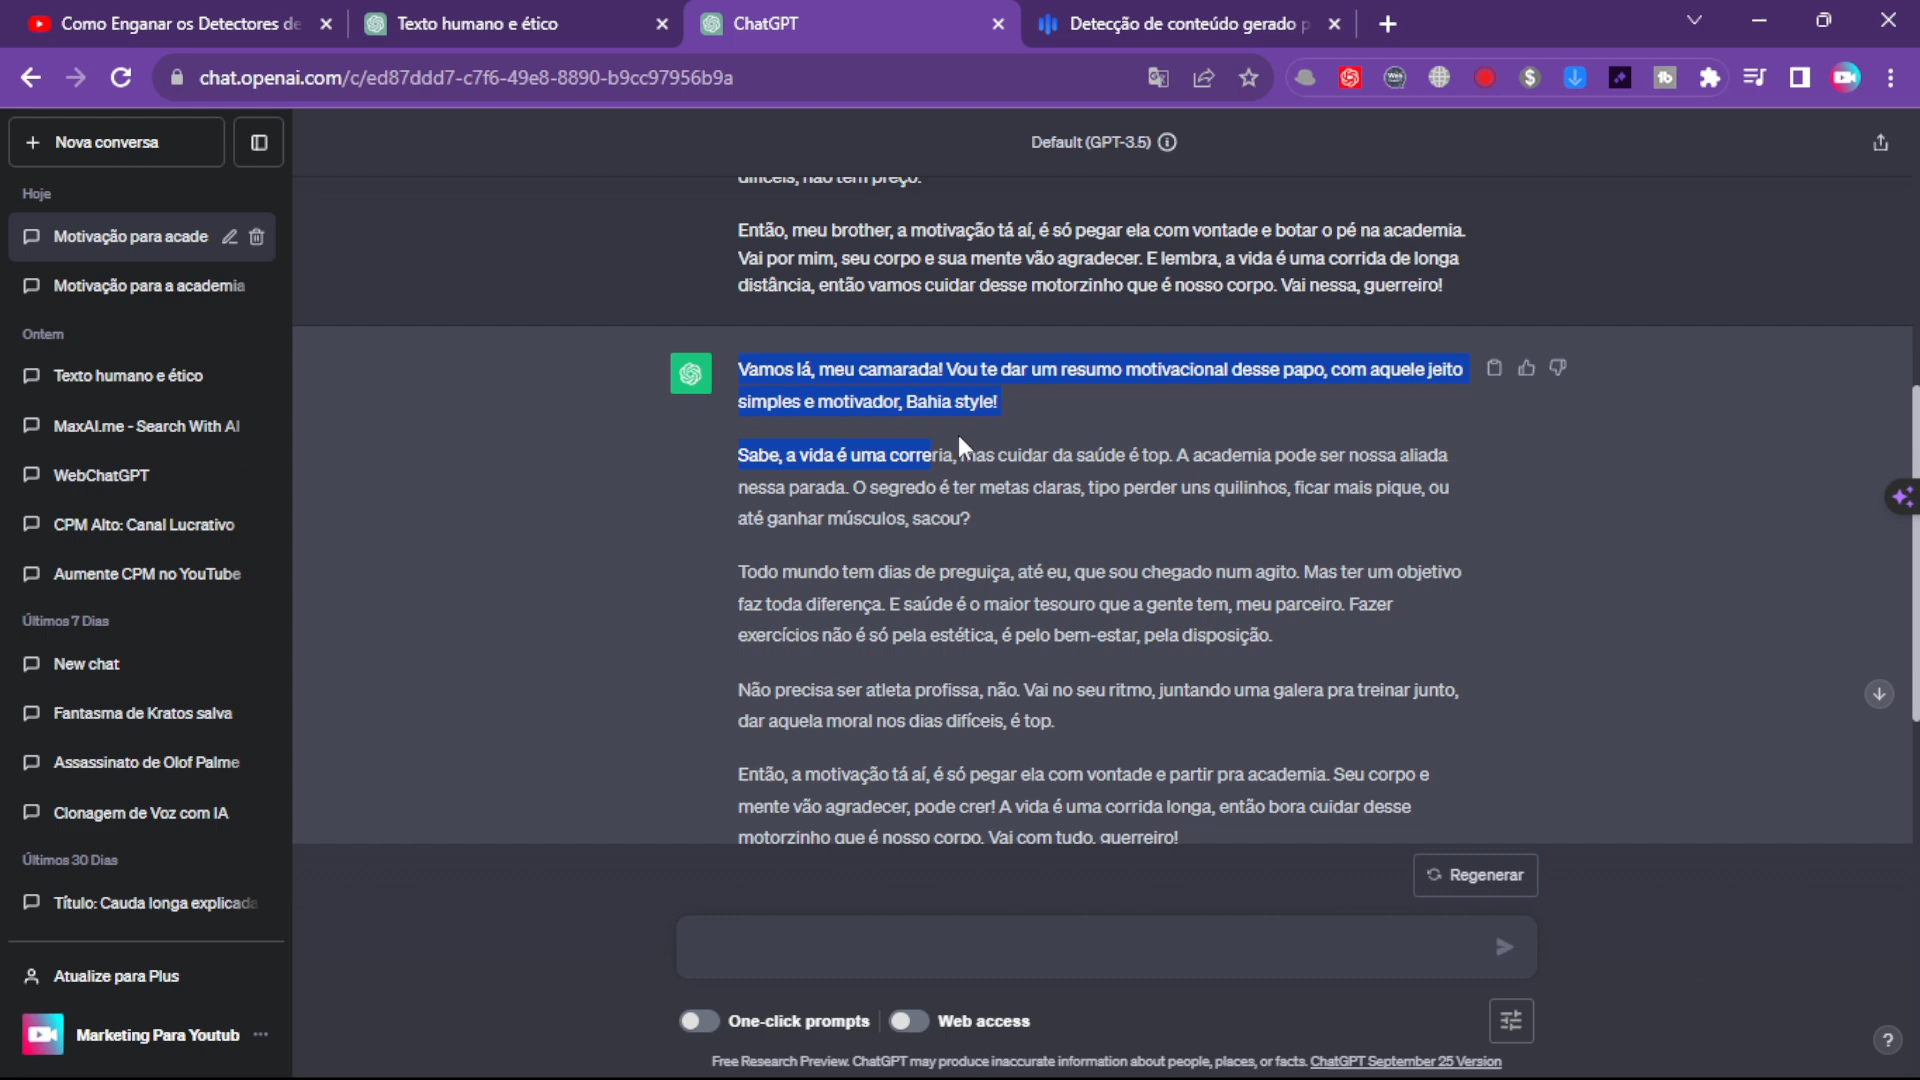 Como Enganar os Detectores de
Texto humano e ético
ChatGPT
Detecção de conteúdo gerado p
chat.openai.com/c/ed87ddd7-c7f6-49e8-8890-b9cc97956b9a
Nova conversa
Default (GPT-3.5)
Hoje
Motivação para acade
Motivação para a academia
Ontem
Texto humano e ético
MaxAI.me - Search With AI
WebChatGPT
CPM Alto: Canal Lucrativo
Aumente CPM no YouTube
Últimos 7 Dias
New chat
Fantasma de Kratos salva
Assassinato de Olof Palme
Clonagem de Voz com IA
Últimos 30 Dias
Título: Cauda longa explicada
Atualize para Plus
Marketing Para Youtub
difíceis, não tem preço.
Então, meu brother, a motivação tá aí, é só pegar ela com vontade e botar o pé na academia.
Vai por mim, seu corpo e sua mente vão agradecer. E lembra, a vida é uma corrida de longa
distância, então vamos cuidar desse motorzinho que é nosso corpo. Vai nessa, guerreiro!
Vamos lá, meu camarada! Vou te dar um resumo motivacional desse papo, com aquele jeito
simples e motivador, Bahia style!
Sabe, a vida é uma correria, mas cuidar da saúde é top. A academia pode ser nossa aliada
nessa parada. O segredo é ter metas claras, tipo perder uns quilinhos, ficar mais pique, ou
até ganhar músculos, sacou?
Todo mundo tem dias de preguiça, até eu, que sou chegado num agito. Mas ter um objetivo
faz toda diferença. E saúde é o maior tesouro que a gente tem, meu parceiro. Fazer
exercícios não é só pela estética, é pelo bem-estar, pela disposição.
Não precisa ser atleta profissa, não. Vai no seu ritmo, juntando uma galera pra treinar junto,
dar aquela moral nos dias difíceis, é top.
Então, a motivação tá aí, é só pegar ela com vontade e partir pra academia. Seu corpo e
mente vão agradecer, pode crer! A vida é uma corrida longa, então bora cuidar desse
motorzinho que é nosso corpo. Vai com tudo, guerreiro!
Regenerar
One-click prompts
Web access
Free Research Preview. ChatGPT may produce inaccurate information about people, places, or facts. ChatGPT September 25 Version
?